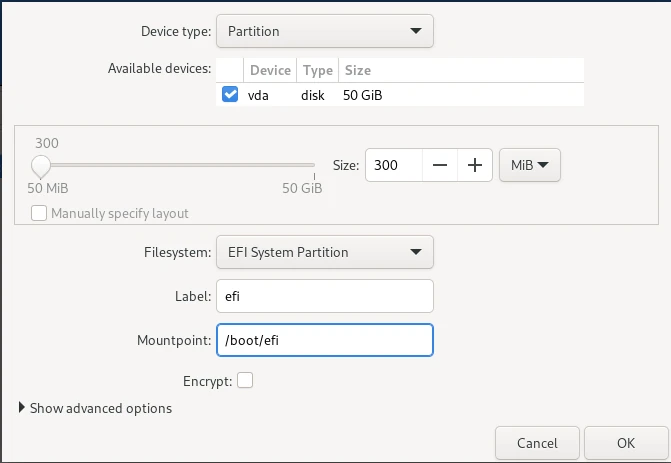 Device type: Partition
Available devices: Device Type Size
vda disk 50 GiB
300
Size: 300 MiB
50 MiB 50 GiB
Manually specify layout
Filesystem: EFI System Partition
Label: efi
Mountpoint: /boot/efi
Encrypt:
Show advanced options
Cancel OK